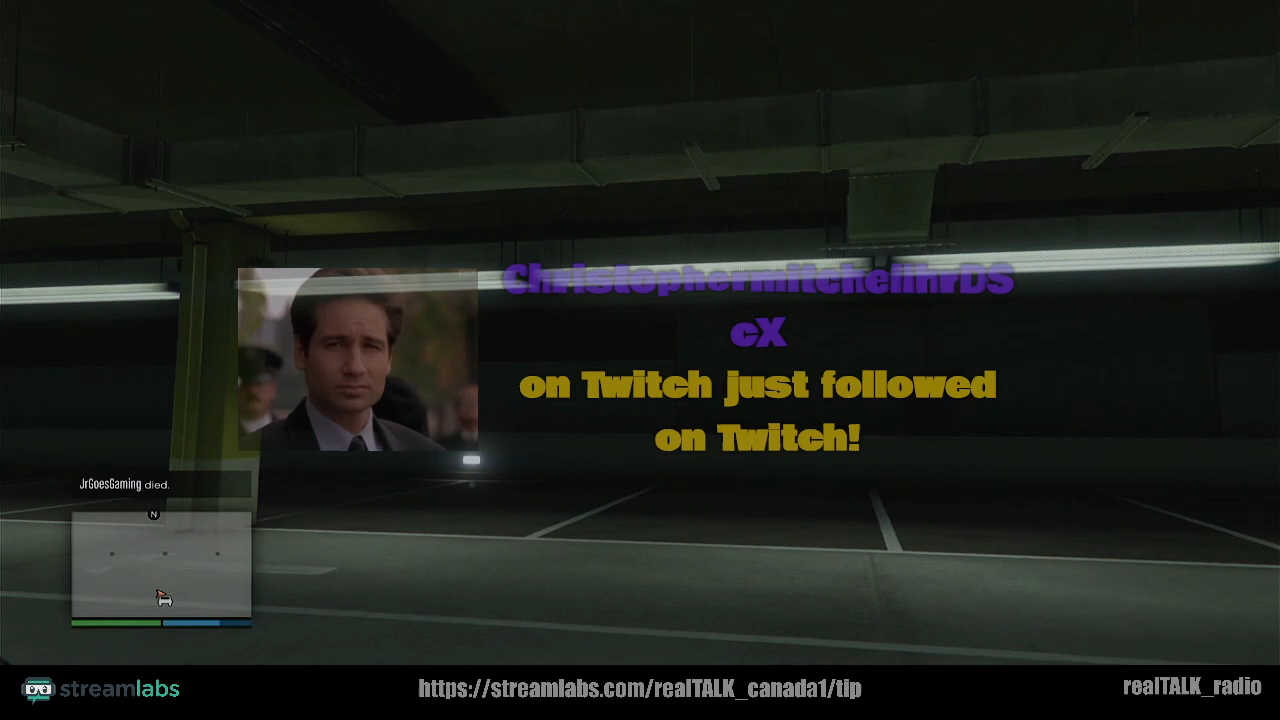 ChristophermitchellhrDS
cX
on Twitch just followed
on Twitch!
JrGoesGaming died.
N
streamlabs
https://streamlabs.com/realTALK_canada1/tip
realTALK_radio